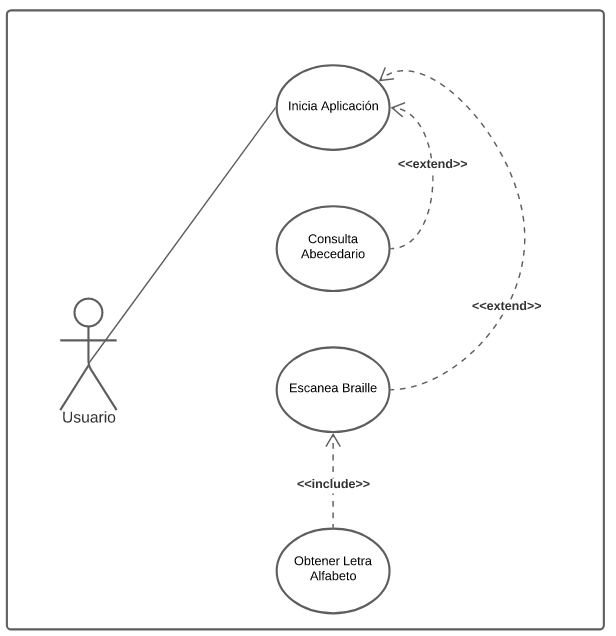 Inicia Aplicación
<<extend>>
Consulta
Abecedario
<<extend>>
Escanea Braille
Usuario
<<include>>
Obtener Letra
Alfabeto